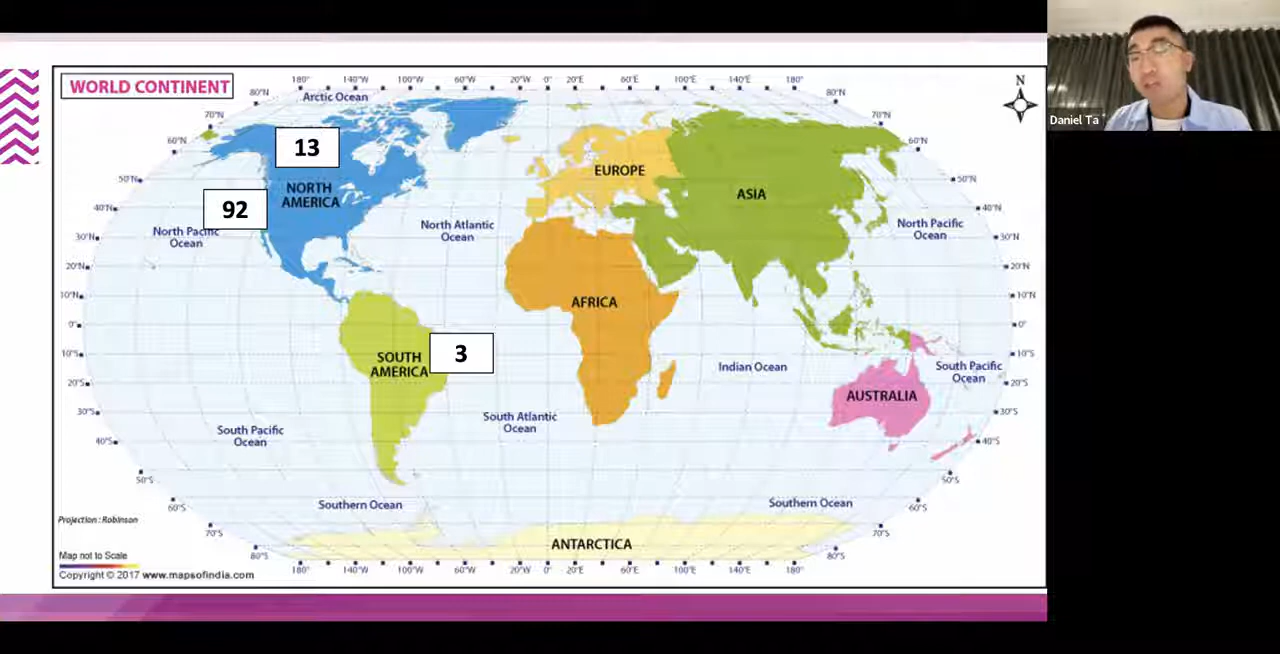 WORLD CONTINENT
180° 140°W 100°W 60°W 20°W 0° 20°E 60°E 100°E 140°E 180°
N
80°N
Arctic Ocean
80°N
70°N
70°N
Daniel Ta
60°N
60°N
13
EUROPE
50°N
NORTH
AMERICA
ASIA
50°N
92
40°N
40°N
North Pacific
Ocean
North Atlantic
Ocean
North Pacific
Ocean
30°N
30°N
20°N
20°N
10°N
AFRICA
10°N
0°
0°
3
10°S
SOUTH
AMERICA
Indian Ocean
10°S
South Pacific
Ocean
20°S
20°S
AUSTRALIA
30°S
South Atlantic
Ocean
30°S
South Pacific
Ocean
40°S
40°S
50°S
50°S
60°S
Southern Ocean
Southern Ocean
60°S
Projection : Robinson
70°S
70°S
ANTARCTICA
Map not to Scale
80°S
80°S
180° 140°W 100°W 60°W 20°W 0° 20°E 60°E 100°E 140°E 180°
Copyright © 2017 www.mapsofindia.com